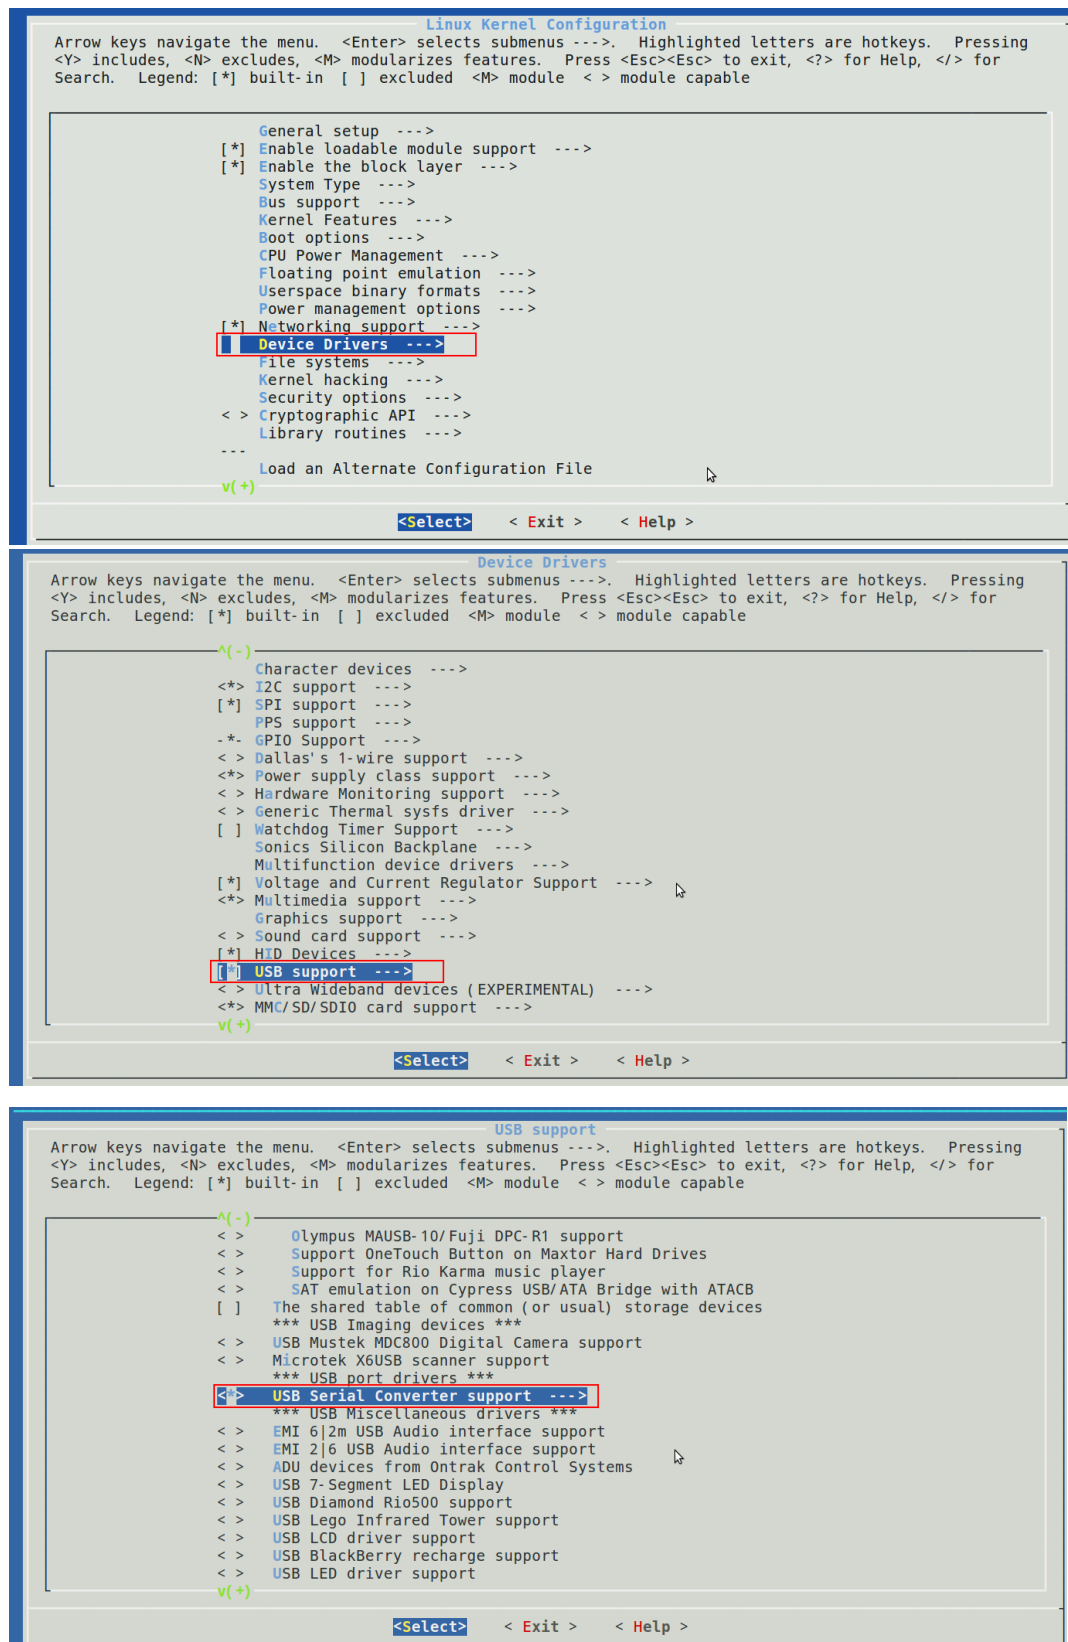 Linux Kernel Configuration
Arrow keys navigate the menu.  <Enter> selects submenus --->.  Highlighted letters are hotkeys.  Pressing
<Y> includes, <N> excludes, <M> modularizes features.  Press <Esc><Esc> to exit, <?> for Help, </> for
Search.  Legend: [*] built-in  [ ] excluded  <M> module  < > module capable
General setup  --->
[*] Enable loadable module support  --->
[*] Enable the block layer  --->
System Type  --->
Bus support  --->
Kernel Features  --->
Boot options  --->
CPU Power Management  --->
Floating point emulation  --->
Userspace binary formats  --->
Power management options  --->
[*] Networking support  --->
Device Drivers  --->
File systems  --->
Kernel hacking  --->
Security options  --->
< > Cryptographic API  --->
Library routines  --->
---
Load an Alternate Configuration File
v(+)
<Select>    < Exit >    < Help >
Device Drivers
Arrow keys navigate the menu.  <Enter> selects submenus --->.  Highlighted letters are hotkeys.  Pressing
<Y> includes, <N> excludes, <M> modularizes features.  Press <Esc><Esc> to exit, <?> for Help, </> for
Search.  Legend: [*] built-in  [ ] excluded  <M> module  < > module capable
^(-)
Character devices  --->
<*> I2C support  --->
[*] SPI support  --->
PPS support  --->
-*- GPIO Support  --->
< > Dallas's 1-wire support  --->
<*> Power supply class support  --->
< > Hardware Monitoring support  --->
< > Generic Thermal sysfs driver  --->
[ ] Watchdog Timer Support  --->
Sonics Silicon Backplane  --->
Multifunction device drivers  --->
[*] Voltage and Current Regulator Support  --->
<*> Multimedia support  --->
Graphics support  --->
< > Sound card support  --->
[*] HID Devices  --->
[*] USB support  --->
< > Ultra Wideband devices (EXPERIMENTAL)  --->
<*> MMC/SD/SDIO card support  --->
v(+)
<Select>    < Exit >    < Help >
USB support
Arrow keys navigate the menu.  <Enter> selects submenus --->.  Highlighted letters are hotkeys.  Pressing
<Y> includes, <N> excludes, <M> modularizes features.  Press <Esc><Esc> to exit, <?> for Help, </> for
Search.  Legend: [*] built-in  [ ] excluded  <M> module  < > module capable
^(-)
< >     Olympus MAUSB-10/Fuji DPC-R1 support
< >     Support OneTouch Button on Maxtor Hard Drives
< >     Support for Rio Karma music player
< >     SAT emulation on Cypress USB/ATA Bridge with ATACB
[ ]   The shared table of common (or usual) storage devices
*** USB Imaging devices ***
< >   USB Mustek MDC800 Digital Camera support
< >   Microtek X6USB scanner support
*** USB port drivers ***
<*>   USB Serial Converter support  --->
*** USB Miscellaneous drivers ***
< >   EMI 6|2m USB Audio interface support
< >   EMI 2|6 USB Audio interface support
< >   ADU devices from Ontrak Control Systems
< >   USB 7-Segment LED Display
< >   USB Diamond Rio500 support
< >   USB Lego Infrared Tower support
< >   USB LCD driver support
< >   USB BlackBerry recharge support
< >   USB LED driver support
v(+)
<Select>    < Exit >    < Help >